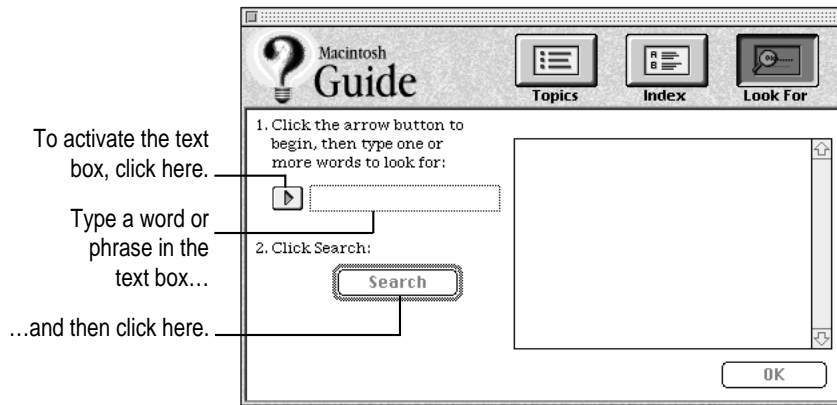 Macintosh
Guide
Topics
Index
Look For
To activate the text
box, click here.
1. Click the arrow button to
begin, then type one or
more words to look for:
Type a word or
phrase in the
text box…
2. Click Search:
Search
…and then click here.
OK